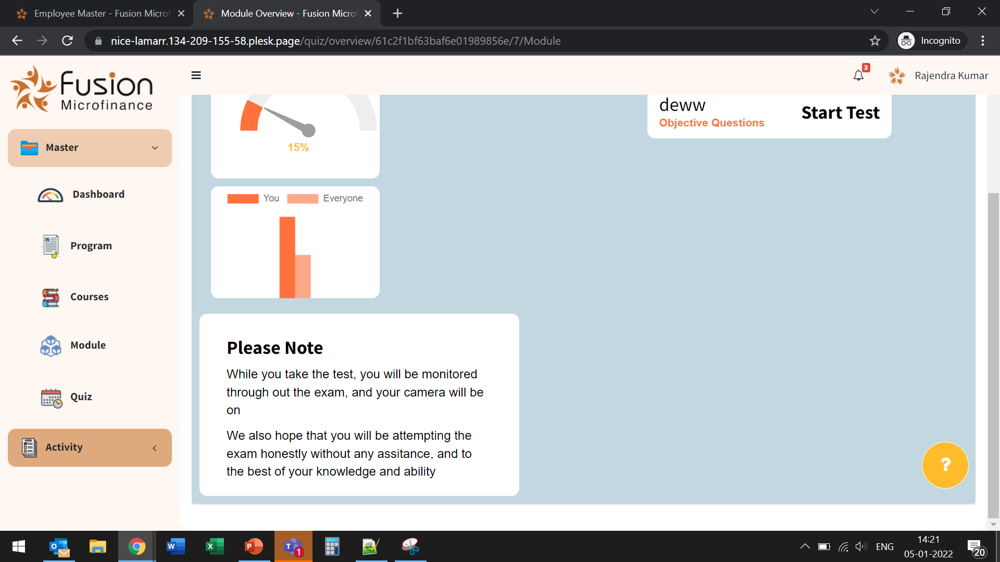 Employee Master - Fusion Microf
Module Overview - Fusion Micro
nice-lamarr.134-209-155-58.plesk.page/quiz/overview/61c2f1bf63baf6e01989856e/7/Module
Incognito
Fusion
Microfinance
3
Rajendra Kumar
Master
Dashboard
Program
Courses
Module
Quiz
Activity
15%
deww
Objective Questions
Start Test
You
Everyone
Please Note
While you take the test, you will be monitored
through out the exam, and your camera will be
on
We also hope that you will be attempting the
exam honestly without any assitance, and to
the best of your knowledge and ability
?
ENG
14:21
05-01-2022
20
1